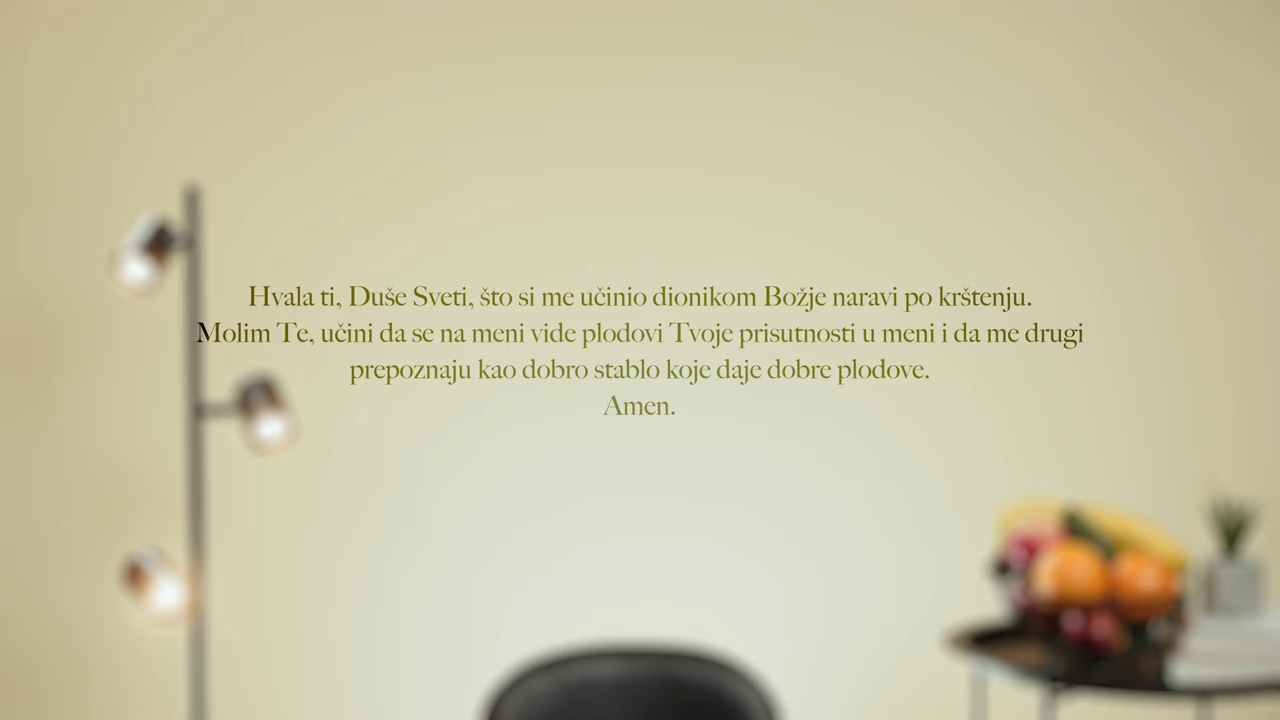 Hvala ti, Duše Sveti, što si me učinio dionikom Božje naravi po krštenju.
Molim Te, učini da se na meni vide plodovi Tvoje prisutnosti u meni i da me drugi
prepoznaju kao dobro stablo koje daje dobre plodove.
Amen.